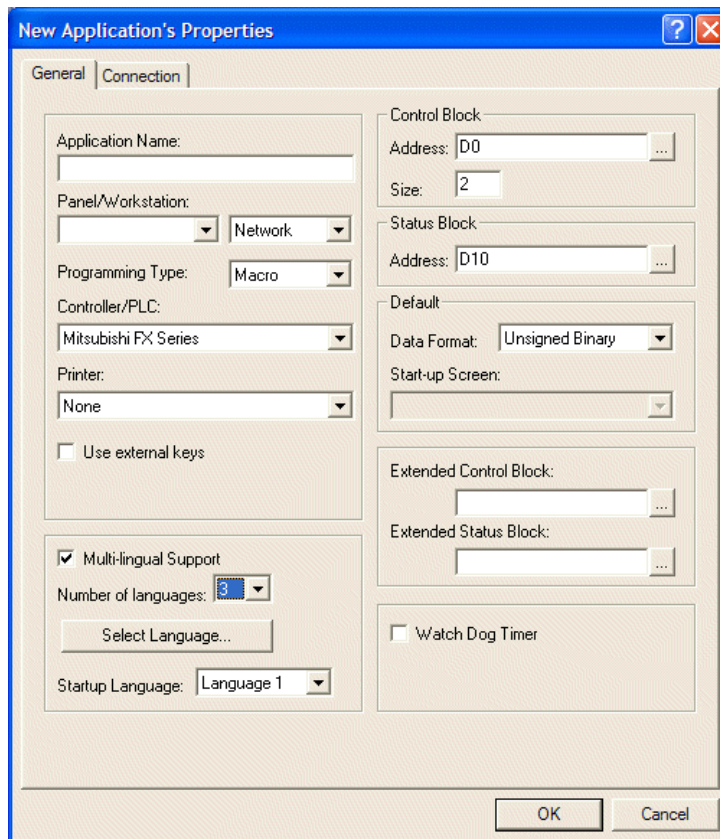 New Application's Properties
General Connection
Application Name:
Panel/Workstation:
Network
Programming Type: Macro
Controller/PLC:
Mitsubishi FX Series
Printer:
None
Use external keys
Multi-lingual Support
Number of languages: 3
Select Language...
Startup Language: Language 1
Control Block
Address: D0 ...
Size: 2
Status Block
Address: D10 ...
Default
Data Format: Unsigned Binary
Start-up Screen:
Extended Control Block:
...
Extended Status Block:
...
Watch Dog Timer
OK Cancel